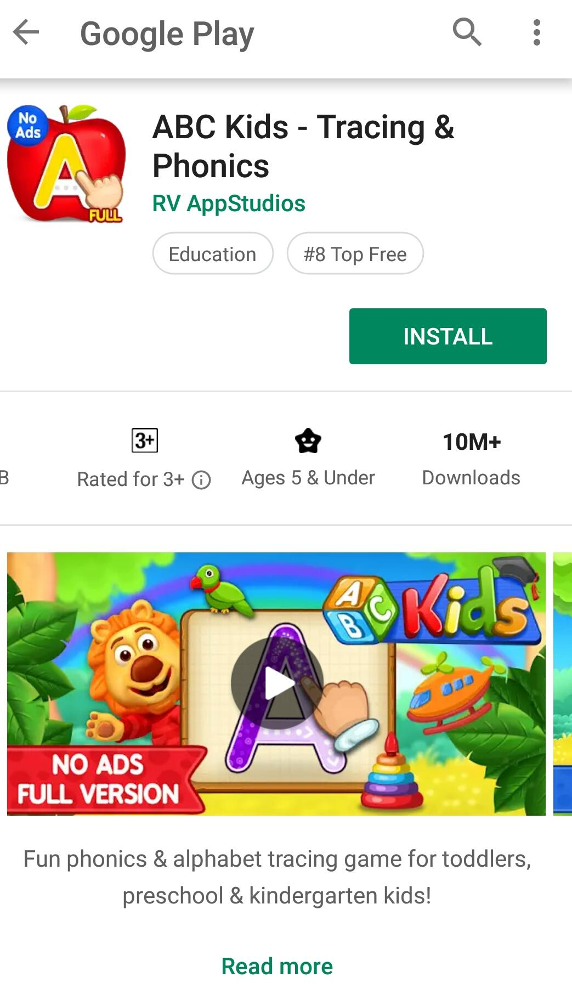 Google Play
No
Ads
A
FULL
ABC Kids - Tracing &
Phonics
RV AppStudios
Education
#8 Top Free
INSTALL
3+
10M+
B
Rated for 3+
Ages 5 & Under
Downloads
A B C Kids
A
NO ADS
FULL VERSION
Fun phonics & alphabet tracing game for toddlers,
preschool & kindergarten kids!
Read more